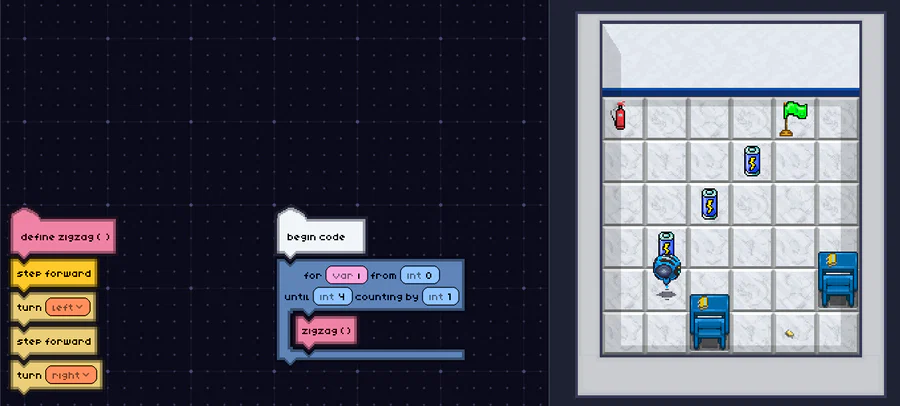 define zigzag ( )
step forward
turn left
step forward
turn right
begin code
for var i from int 0
until int 4 counting by int 1
zigzag ( )